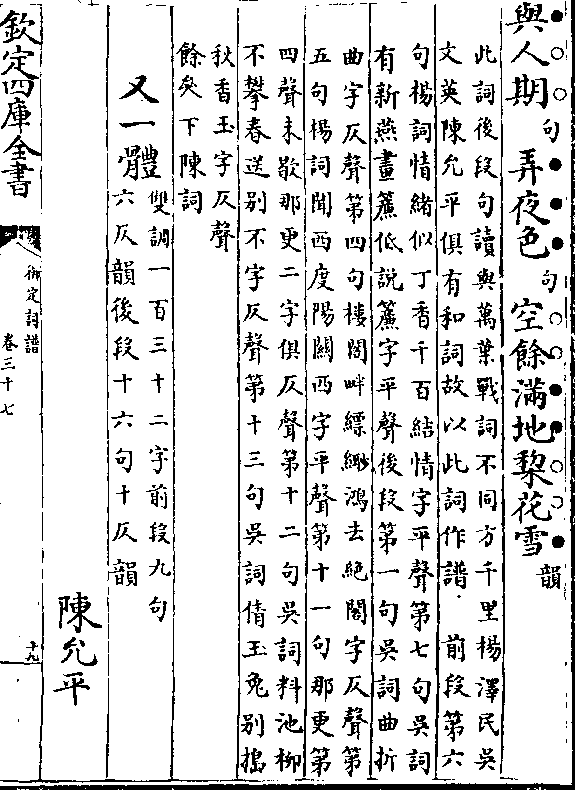 與人期句弄夜色句空餘滿地犂花雪韻
此詞後段句讀與萬葉戰詞不同方千里楊澤民吳
文英陳允平俱有和詞故以此詞作譜 前段第六
句楊詞情緒似丁香千百結情字平聲第七句吳詞
有新燕畫簾低說簾字平聲後段第一句吳詞曲折
曲字仄聲第四句樓閣畔縹緲鴻去絶閣字仄聲第
五句楊詞聞西度陽關西字平聲第十一句那更第
四聲未歇那更二字俱仄聲第十二句吳詞料池柳
不攀春送别不字仄聲第十三句吳詞倩玉兔别搗
秋香玉字仄聲
餘矣下陳詞
又一體雙調一百三十二字前段九句
六仄韻後段十六句十仄韻
陳允平
欽定四庫全書
御定詞譜
卷三十七
十九